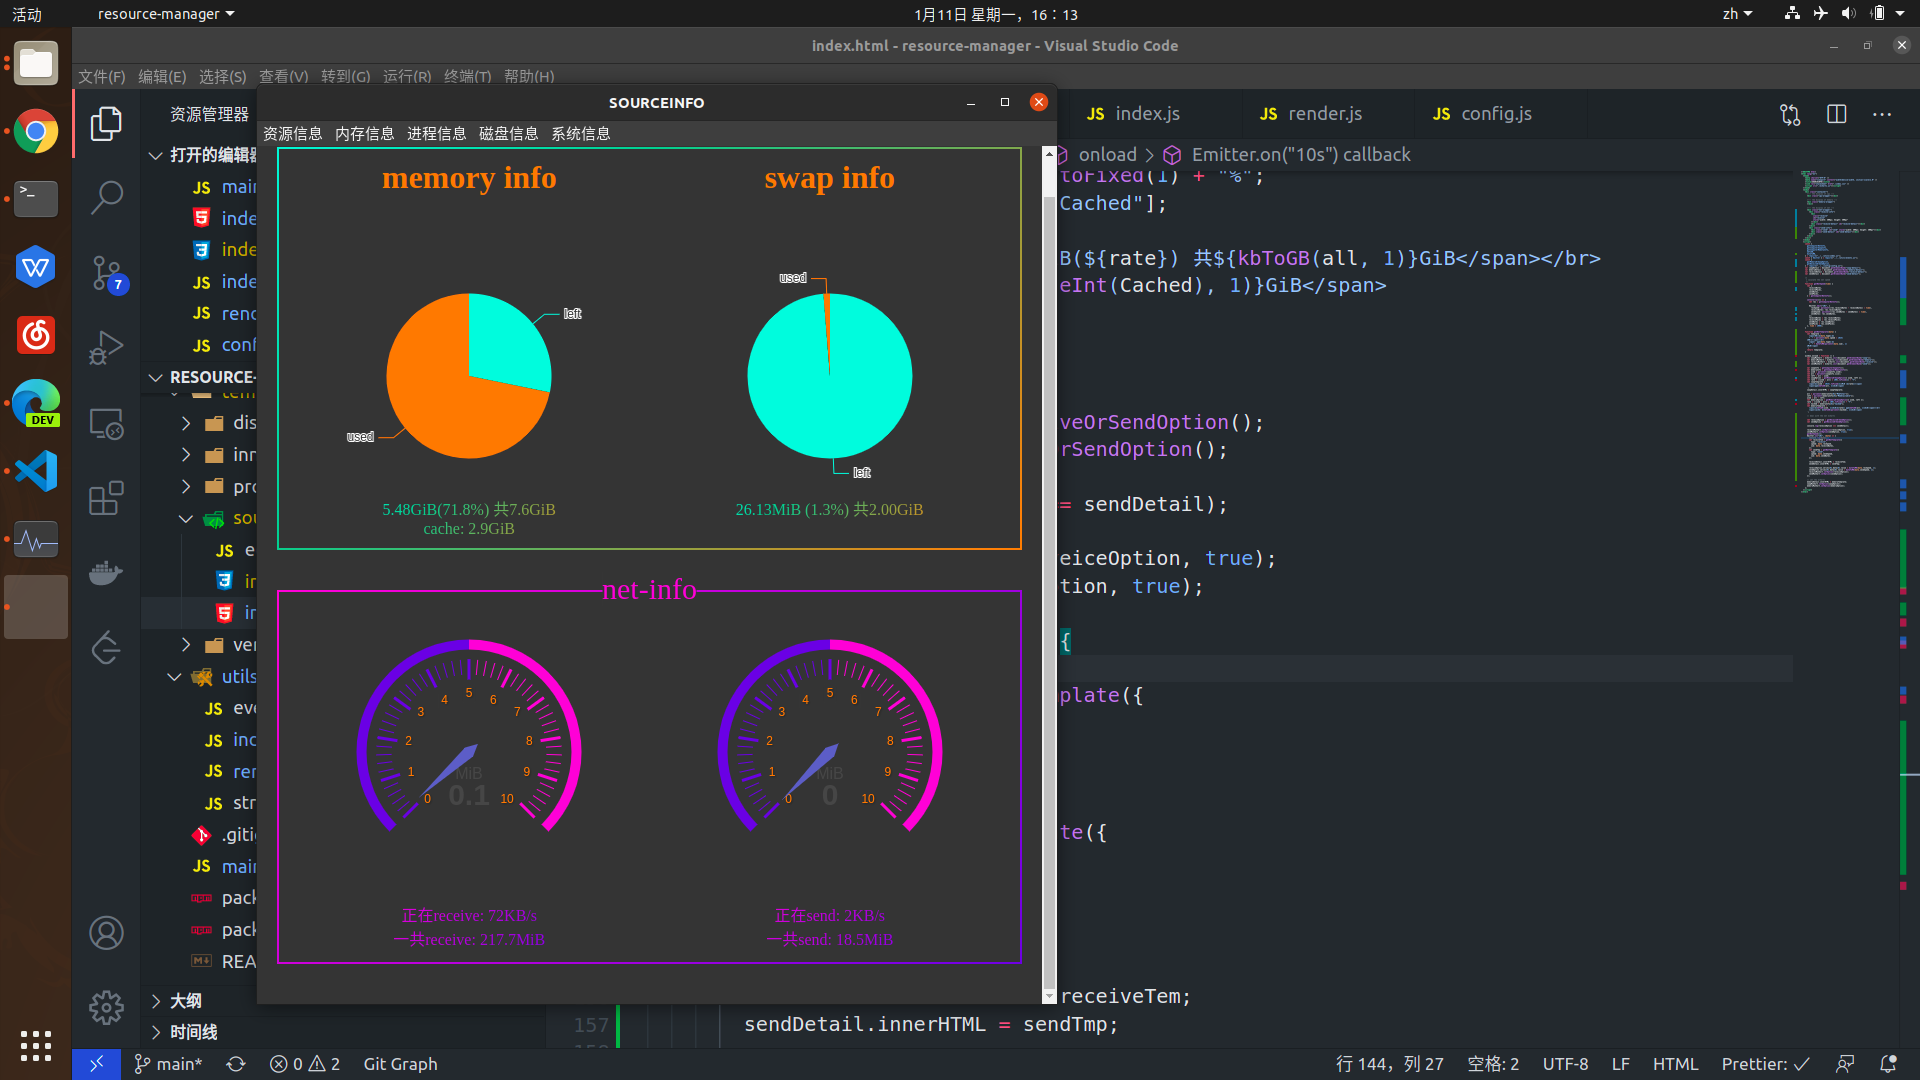 活动
resource-manager
1月11日 星期一，16：13
zh
index.html - resource-manager - Visual Studio Code
文件(F) 编辑(E) 选择(S) 查看(V) 转到(G) 运行(R) 终端(T) 帮助(H)
资源管理器
打开的编辑器
JS main
inde
inde
JS inde
JS rend
JS conf
RESOURCE-
temp
dis
inn
pro
sou
JS e
in
in
ver
utils
JS eve
JS ind
JS ren
JS str
.gitig
JS main
pack
pack
REA
大纲
时间线
7
DEV
SOURCEINFO
资源信息 内存信息 进程信息 磁盘信息 系统信息
memory info
swap info
used
left
used
left
5.48GiB(71.8%) 共7.6GiB
cache: 2.9GiB
26.13MiB (1.3%) 共2.00GiB
net-info
0 1 2 3 4 5 6 7 8 9 10
MiB
0.1
0 1 2 3 4 5 6 7 8 9 10
MiB
0
正在receive: 72KB/s
一共receive: 217.7MiB
正在send: 2KB/s
一共send: 18.5MiB
JS index.js
JS render.js
JS config.js
onload > Emitter.on("10s") callback
toFixed(1) + "%";
Cached"];
B(${rate}) 共${kbToGB(all, 1)}GiB</span></br>
eInt(Cached), 1)}GiB</span>
veOrSendOption();
rSendOption();
= sendDetail);
eiceOption, true);
tion, true);
{
plate({
te({
receiveTem;
157 sendDetail.innerHTML = sendTmp;
main*
0 2
Git Graph
行 144，列 27
空格: 2
UTF-8
LF
HTML
Prettier: ✓